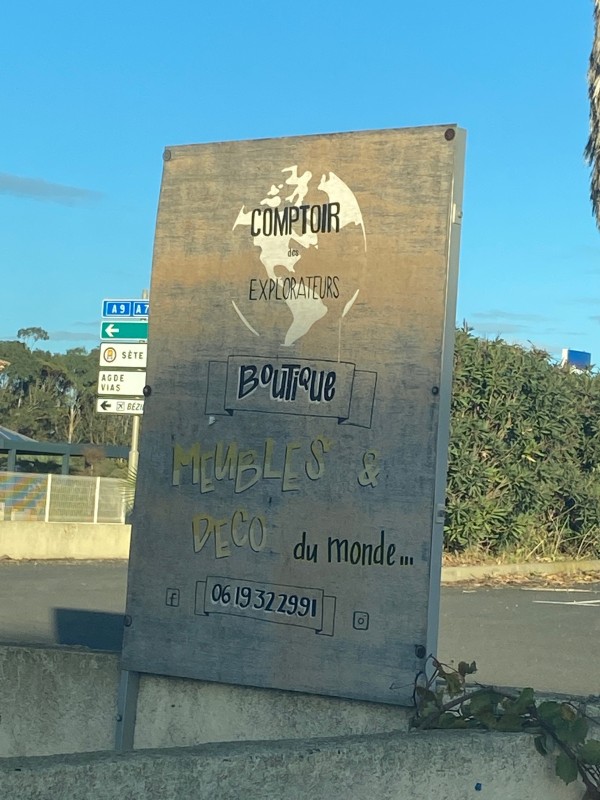 COMPTOIR
des
EXPLORATEURS
BOUTIQUE
MEUBLES &
DECO du monde...
06 19 32 29 91
A9 A7
R SÈTE
AGDE
VIAS